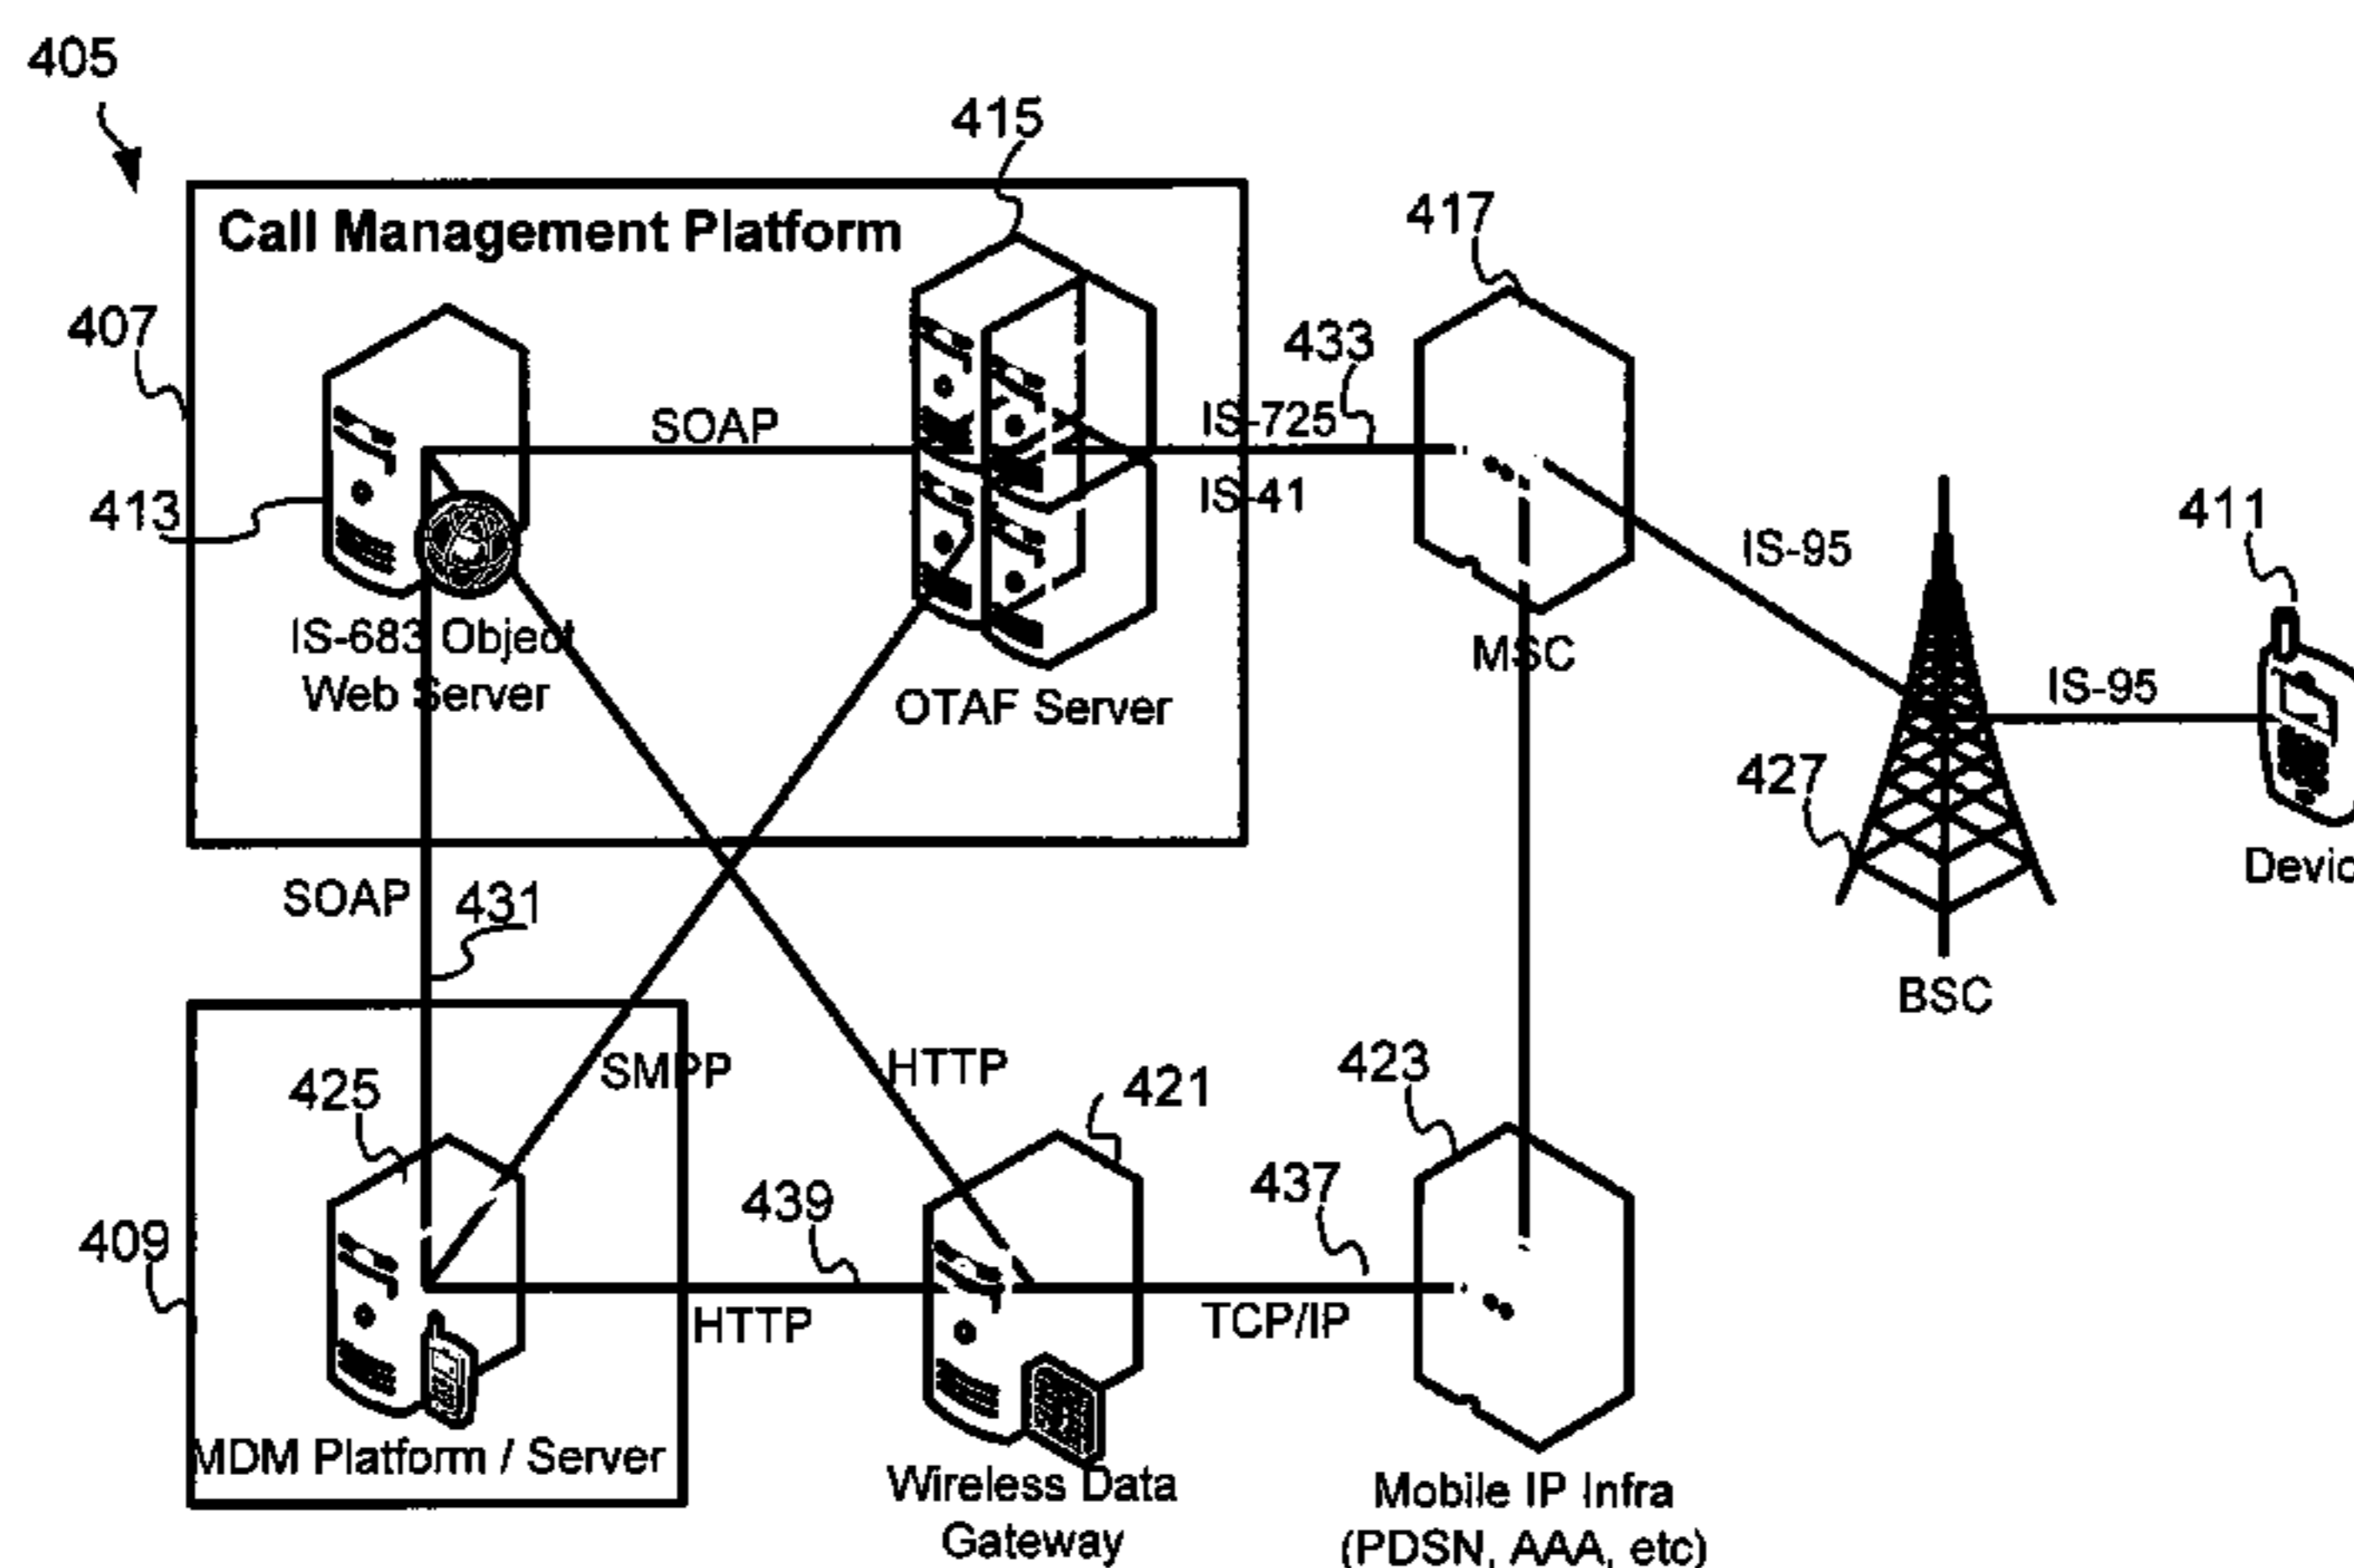 405
415
Call Management Platform
417
407
433
SOAP
IS-725
413
IS-41
411
IS-95
IS-683 Object
Web Server
MSC
OTAF Server
IS-95
427
Devic
SOAP
431
BSC
425
SMPP
HTTP
421
423
409
439
437
HTTP
TCP/IP
MDM Platform / Server
Wireless Data
Gateway
Mobile IP Infra
(PDSN, AAA, etc)